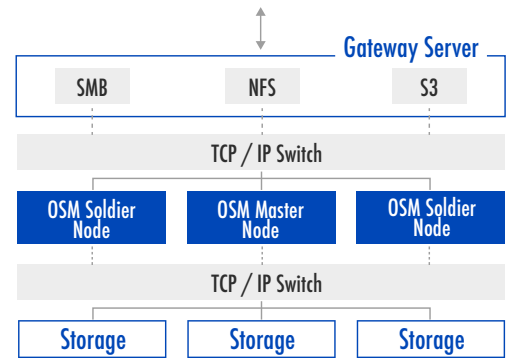 Gateway Server
SMB
NFS
S3
TCP / IP Switch
OSM Soldier
Node
OSM Master
Node
OSM Soldier
Node
TCP / IP Switch
Storage
Storage
Storage